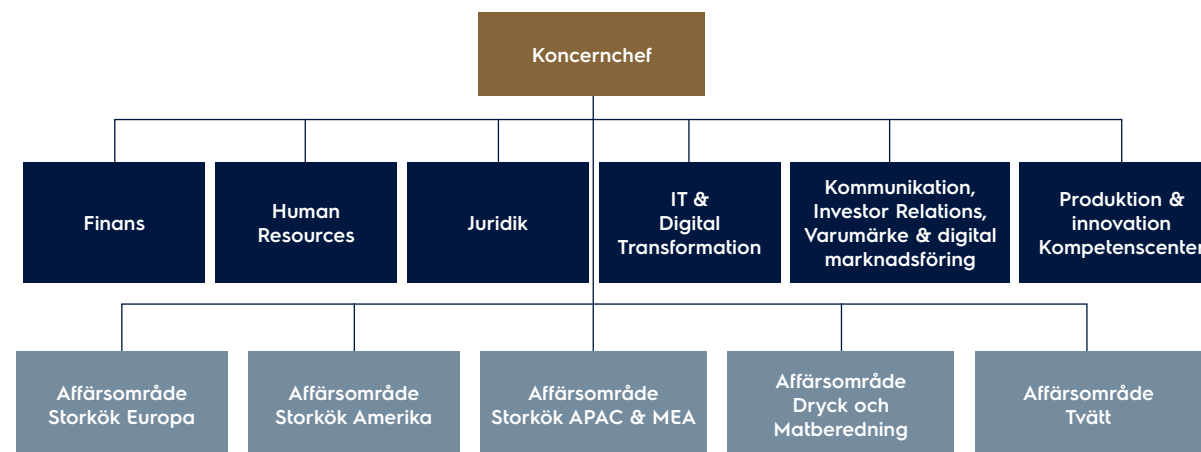 Koncernchef
Finans
Human
Resources
Juridik
IT &
Digital
Transformation
Kommunikation,
Investor Relations,
Varumärke & digital
marknadsföring
Produktion &
innovation
Kompetenscenter
Affärsområde
Storkök Europa
Affärsområde
Storkök Amerika
Affärsområde
Storkök APAC & MEA
Affärsområde
Dryck och
Matberedning
Affärsområde
Tvätt